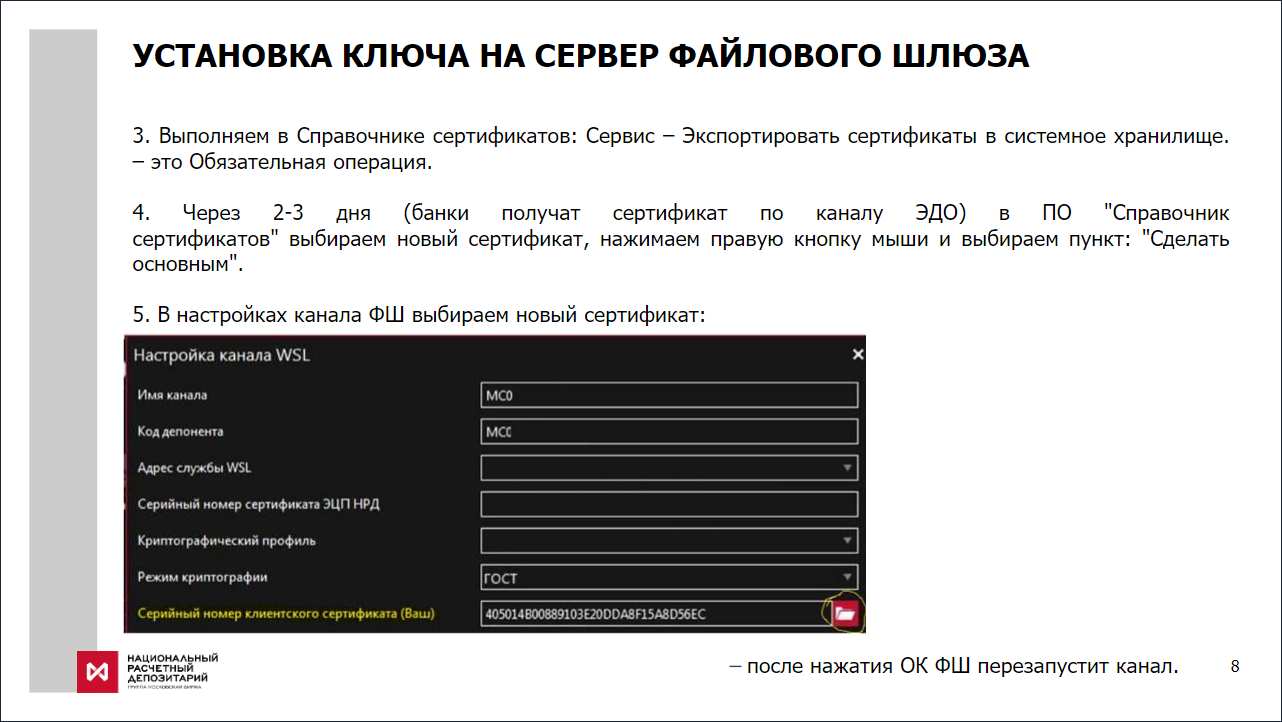 УСТАНОВКА КЛЮЧА НА СЕРВЕР ФАЙЛОВОГО ШЛЮЗА
3. Выполняем в Справочнике сертификатов: Сервис – Экспортировать сертификаты в системное хранилище.
– это Обязательная операция.
4. Через 2-3 дня (банки получат сертификат по каналу ЭДО) в ПО "Справочник
сертификатов" выбираем новый сертификат, нажимаем правую кнопку мыши и выбираем пункт: "Сделать
основным".
5. В настройках канала ФШ выбираем новый сертификат:
Настройка канала WSL
Имя канала MC0
Код депонента MC0
Адрес службы WSL
Серийный номер сертификата ЭЦП НРД
Криптографический профиль
Режим криптографии ГОСТ
Серийный номер клиентского сертификата (Ваш) 405014B00889103E20DDA8F15A8D56EC
НАЦИОНАЛЬНЫЙ
РАСЧЕТНЫЙ
ДЕПОЗИТАРИЙ
ГРУППА МОСКОВСКАЯ БИРЖА
– после нажатия ОК ФШ перезапустит канал.
8